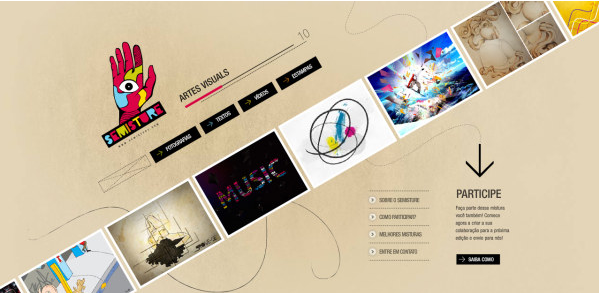 10
ARTES VISUAIS
SEMISTURE
WWW.SEMISTURE.COM
FOTOGRAFIAS
TEXTOS
VÍDEOS
ESTAMPAS
MUSIC
SOBRE O SEMISTURE
COMO PARTICIPAR?
MELHORES MISTURAS
ENTRE EM CONTATO
PARTICIPE
Faça parte dessa mistura
você também! Comece
agora a criar a sua
colaboração para a próxima
edição e envie para nós!
SAIBA COMO